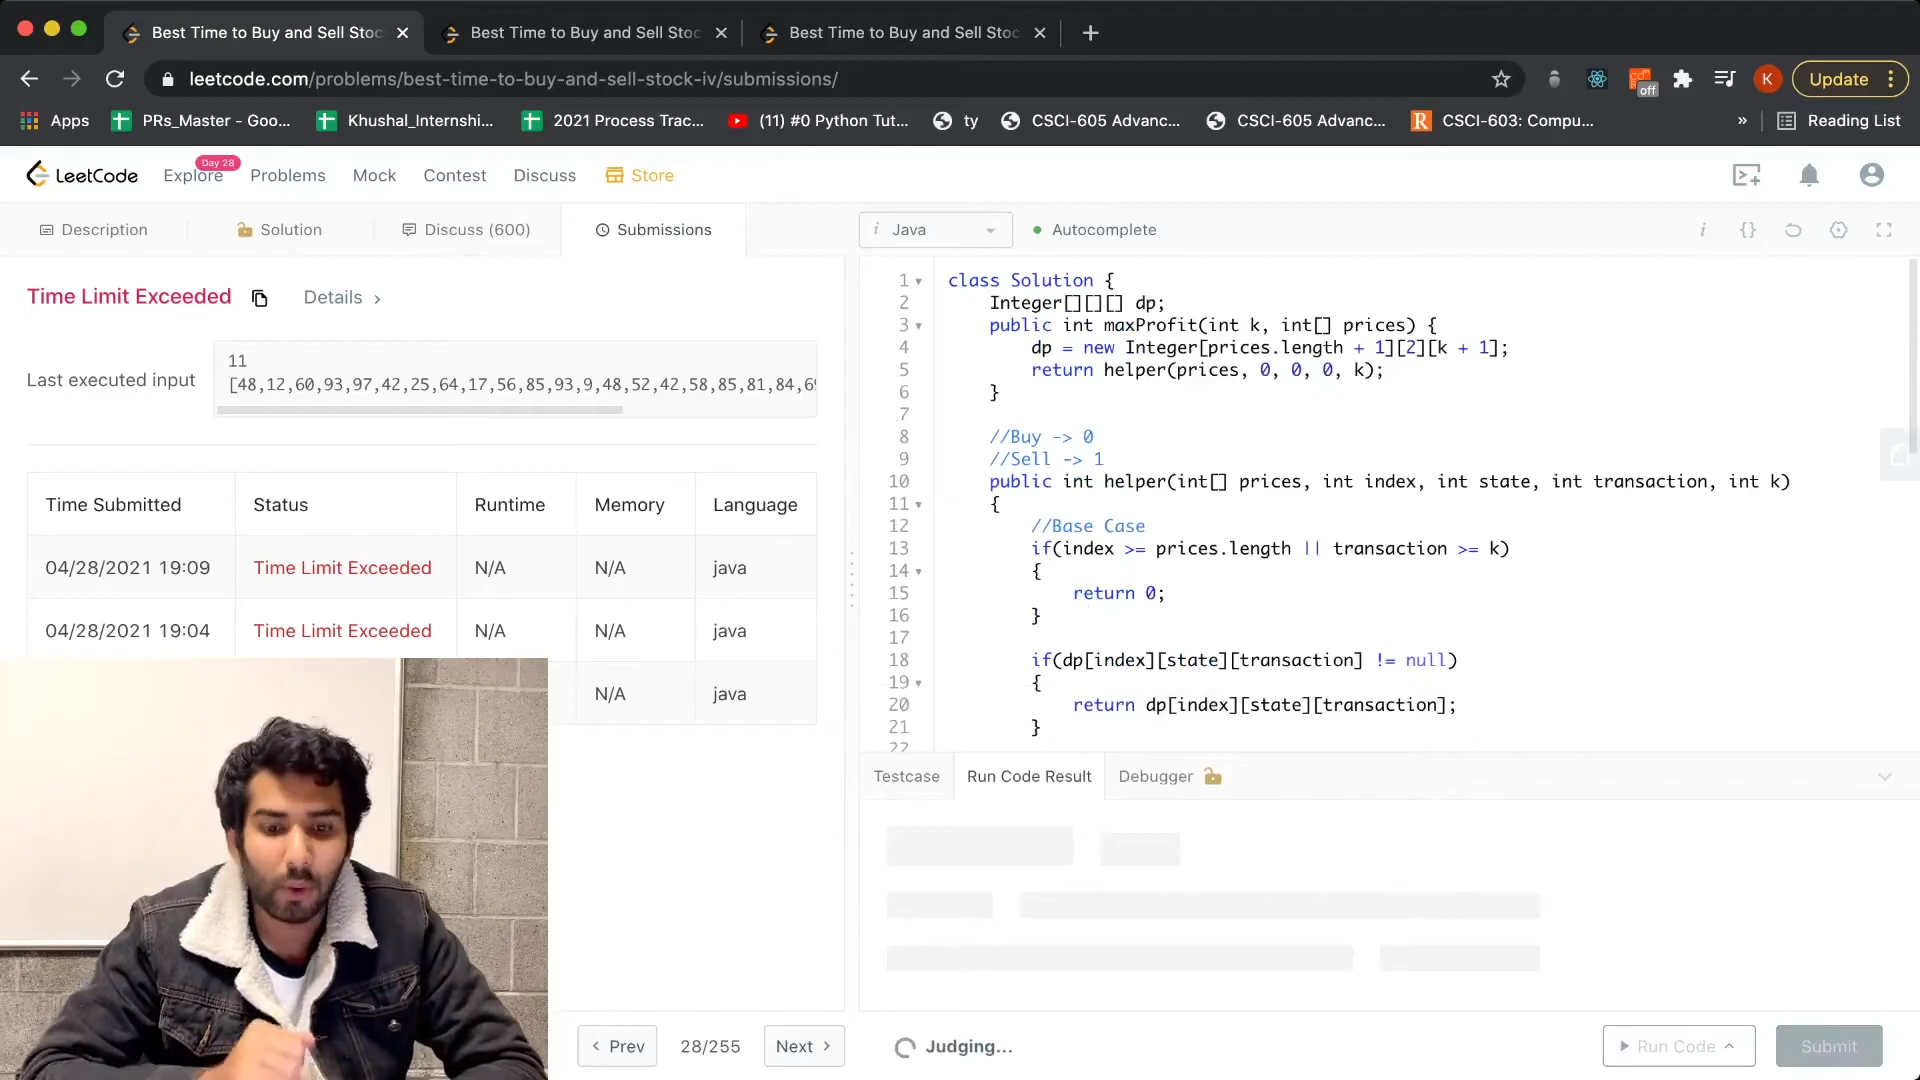 Best Time to Buy and Sell Stoc
Best Time to Buy and Sell Stoc
Best Time to Buy and Sell Stoc
leetcode.com/problems/best-time-to-buy-and-sell-stock-iv/submissions/
off
K
Update
Apps
PRs_Master - Goo...
Khushal_Internshi...
2021 Process Trac...
(11) #0 Python Tut...
ty
CSCI-605 Advanc...
CSCI-605 Advanc...
R
CSCI-603: Compu...
»
Reading List
LeetCode
Explore
Day 28
Problems
Mock
Contest
Discuss
Store
Description
Solution
Discuss (600)
Submissions
i Java
Autocomplete
i
{}
Time Limit Exceeded
Details
Last executed input
11
[48,12,60,93,97,42,25,64,17,56,85,93,9,48,52,42,58,85,81,84,69
Time Submitted Status Runtime Memory Language
04/28/2021 19:09 Time Limit Exceeded N/A N/A java
04/28/2021 19:04 Time Limit Exceeded N/A N/A java
N/A java
Prev
28/255
Next
1 class Solution {
2 Integer[][][] dp;
3 public int maxProfit(int k, int[] prices) {
4 dp = new Integer[prices.length + 1][2][k + 1];
5 return helper(prices, 0, 0, 0, k);
6 }
7
8 //Buy -> 0
9 //Sell -> 1
10 public int helper(int[] prices, int index, int state, int transaction, int k)
11 {
12 //Base Case
13 if(index >= prices.length || transaction >= k)
14 {
15 return 0;
16 }
17
18 if(dp[index][state][transaction] != null)
19 {
20 return dp[index][state][transaction];
21 }
22
Testcase
Run Code Result
Debugger
Judging...
Run Code
Submit